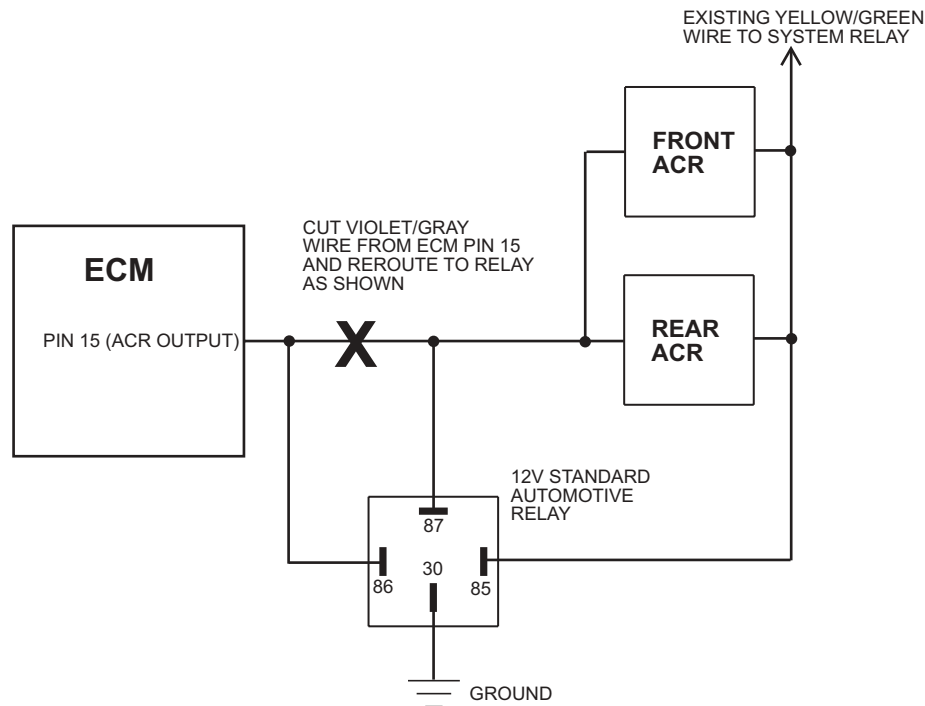 EXISTING YELLOW/GREEN
WIRE TO SYSTEM RELAY
FRONT
ACR
CUT VIOLET/GRAY
WIRE FROM ECM PIN 15
AND REROUTE TO RELAY
AS SHOWN
ECM
PIN 15 (ACR OUTPUT)
X
REAR
ACR
12V STANDARD
AUTOMOTIVE
RELAY
87
30
86
85
GROUND